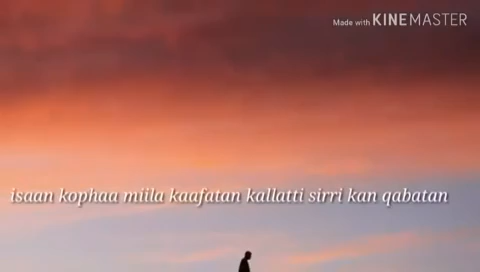 Made with KINEMASTER
isaan kophaa miila kaafatan kallatti sirri kan qabatan